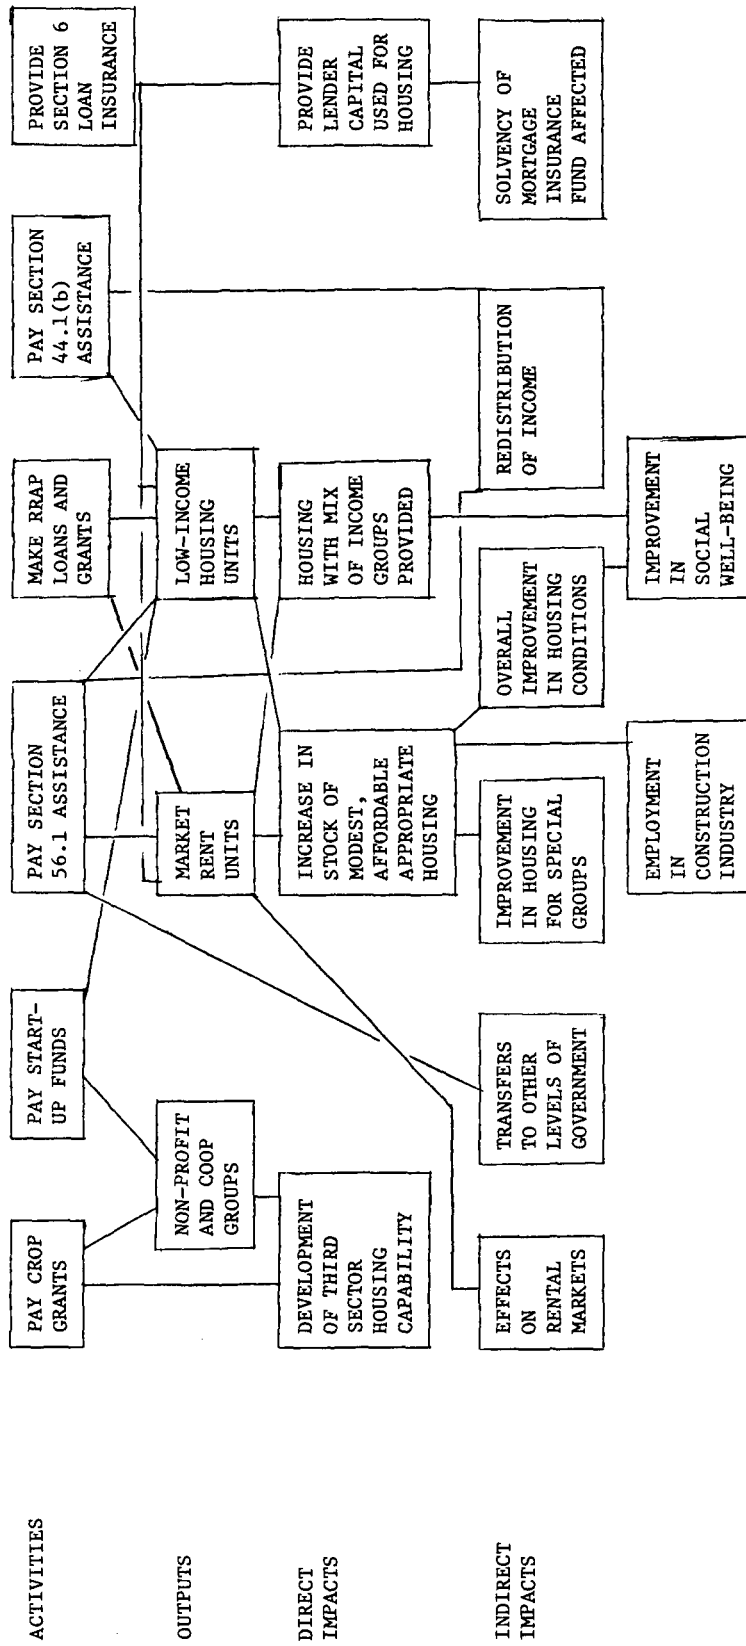 ACTIVITIES
PAY CROP
GRANTS
PAY START-
UP FUNDS
PAY SECTION
56.1 ASSISTANCE
MAKE RRAP
LOANS AND
GRANTS
PAY SECTION
44.1(b)
ASSISTANCE
PROVIDE
SECTION 6
LOAN
INSURANCE
OUTPUTS
NON-PROFIT
AND COOP
GROUPS
MARKET
RENT
UNITS
LOW-INCOME
HOUSING
UNITS
DIRECT
IMPACTS
DEVELOPMENT
OF THIRD
SECTOR
HOUSING
CAPABILITY
INCREASE IN
STOCK OF
MODEST,
AFFORDABLE
APPROPRIATE
HOUSING
HOUSING
WITH MIX
OF INCOME
GROUPS
PROVIDED
PROVIDE
LENDER
CAPITAL
USED FOR
HOUSING
INDIRECT
IMPACTS
EFFECTS
ON
RENTAL
MARKETS
TRANSFERS
TO OTHER
LEVELS OF
GOVERNMENT
IMPROVEMENT
IN HOUSING
FOR SPECIAL
GROUPS
OVERALL
IMPROVEMENT
IN HOUSING
CONDITIONS
REDISTRIBUTION
OF INCOME
SOLVENCY OF
MORTGAGE
INSURANCE
FUND AFFECTED
EMPLOYMENT
IN
CONSTRUCTION
INDUSTRY
IMPROVEMENT
IN
SOCIAL
WELL-BEING